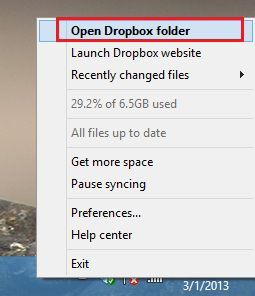 Open Dropbox folder
Launch Dropbox website
Recently changed files
29.2% of 6.5GB used
All files up to date
Get more space
Pause syncing
Preferences...
Help center
Exit
3/1/2013